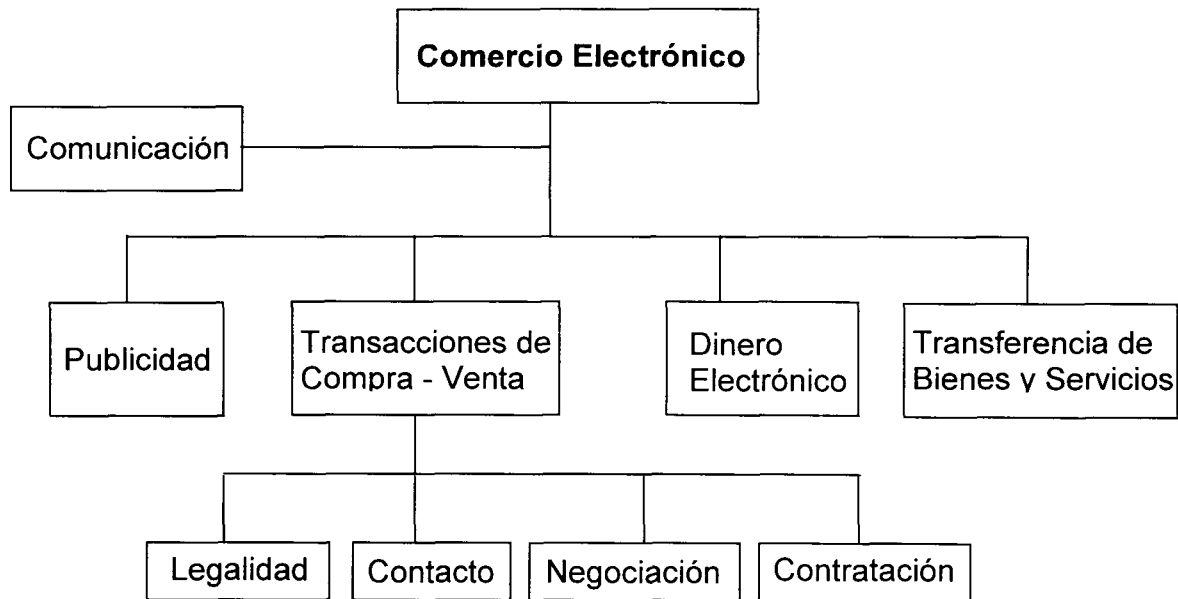 Comercio Electrónico
Comunicación
Publicidad
Transacciones de
Compra - Venta
Dinero
Electrónico
Transferencia de
Bienes y Servicios
Legalidad
Contacto
Negociación
Contratación